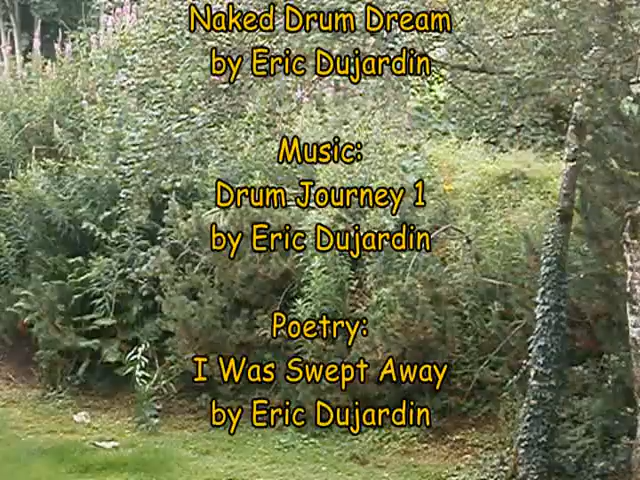 Naked Drum Dream
by Eric Dujardin
Music:
Drum Journey 1
by Eric Dujardin
Poetry:
I Was Swept Away
by Eric Dujardin